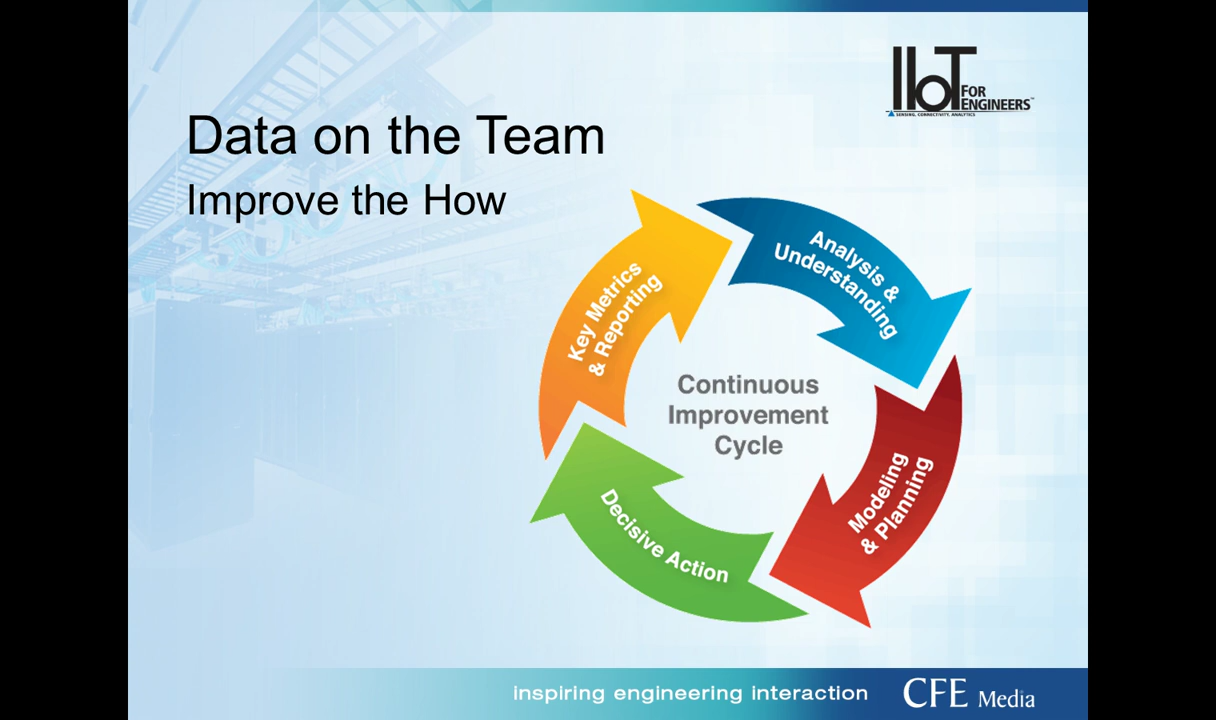 IIoT
FOR
ENGINEERS™
SENSING, CONNECTIVITY, ANALYTICS
Data on the Team
Improve the How
Analysis &
Understanding
Key Metrics
& Reporting
Continuous
Improvement
Cycle
Modeling
& Planning
Decisive Action
inspiring engineering interaction
CFE Media